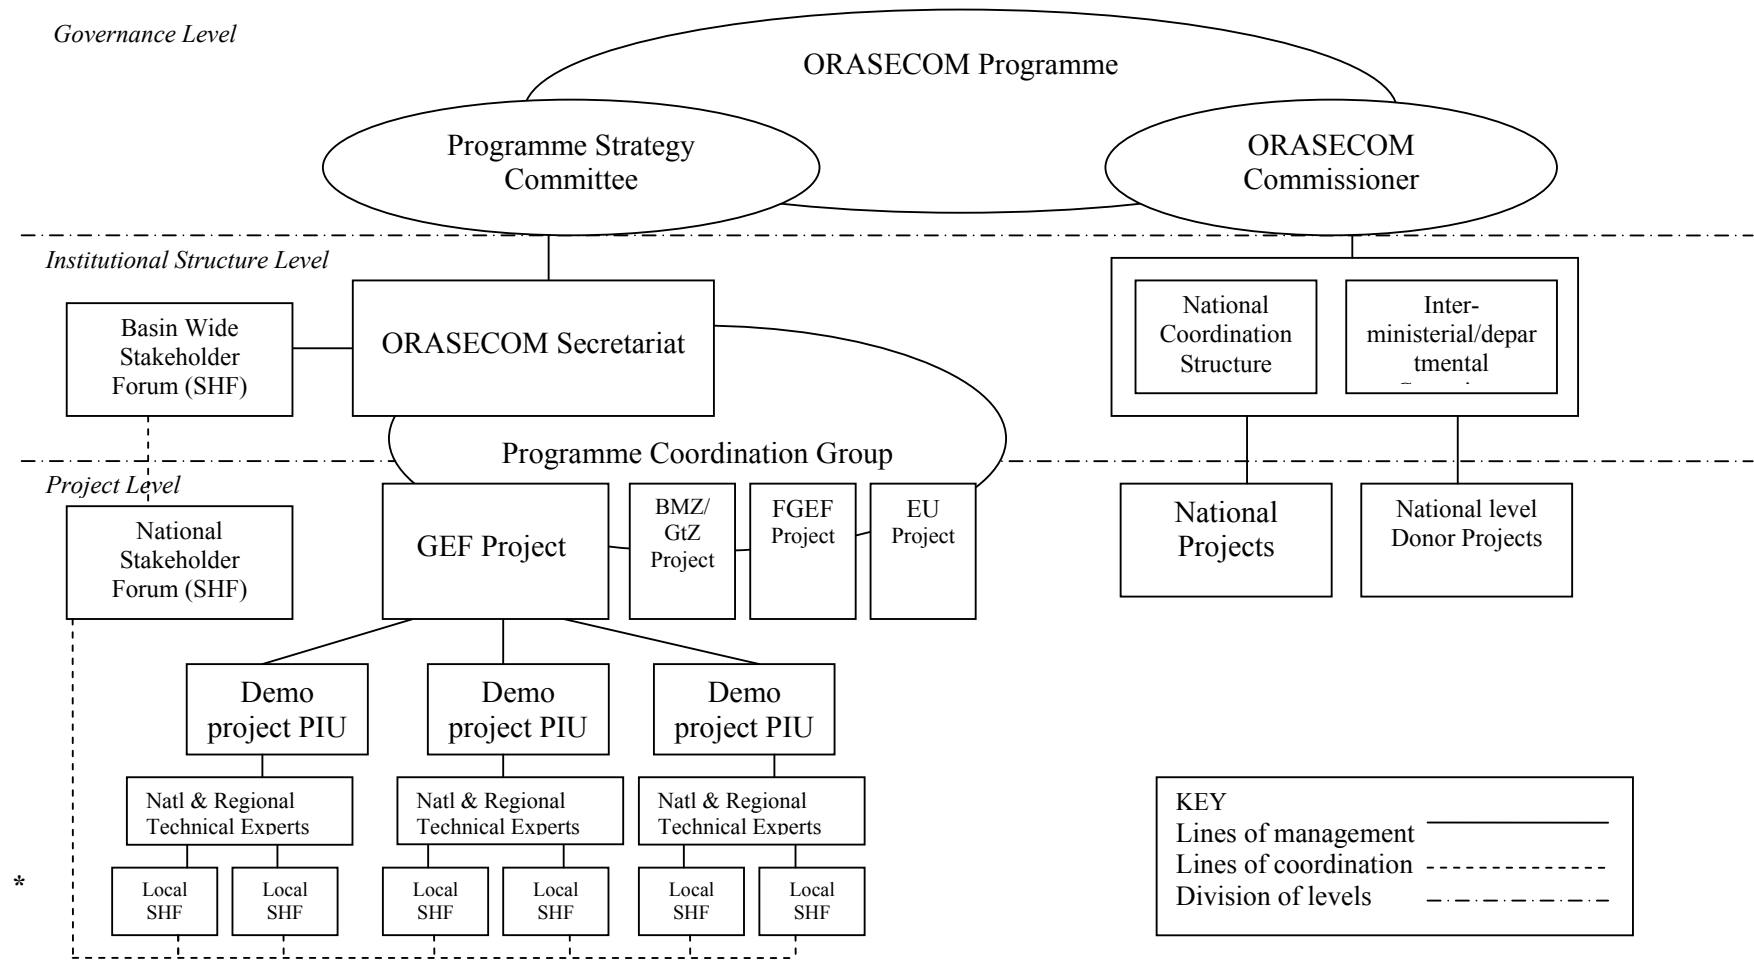 Governance Level
ORASECOM Programme
Programme Strategy
Committee
ORASECOM
Commissioner
Institutional Structure Level
Basin Wide
Stakeholder
Forum (SHF)
ORASECOM Secretariat
National
Coordination
Structure
Inter-
ministerial/depar
tmental
Programme Coordination Group
Project Level
National
Stakeholder
Forum (SHF)
GEF Project
BMZ/
GtZ
Project
FGEF
Project
EU
Project
National
Projects
National level
Donor Projects
Demo
project PIU
Demo
project PIU
Demo
project PIU
Natl & Regional
Technical Experts
Natl & Regional
Technical Experts
Natl & Regional
Technical Experts
*
Local
SHF
Local
SHF
Local
SHF
Local
SHF
Local
SHF
Local
SHF
KEY
Lines of management
Lines of coordination
Division of levels